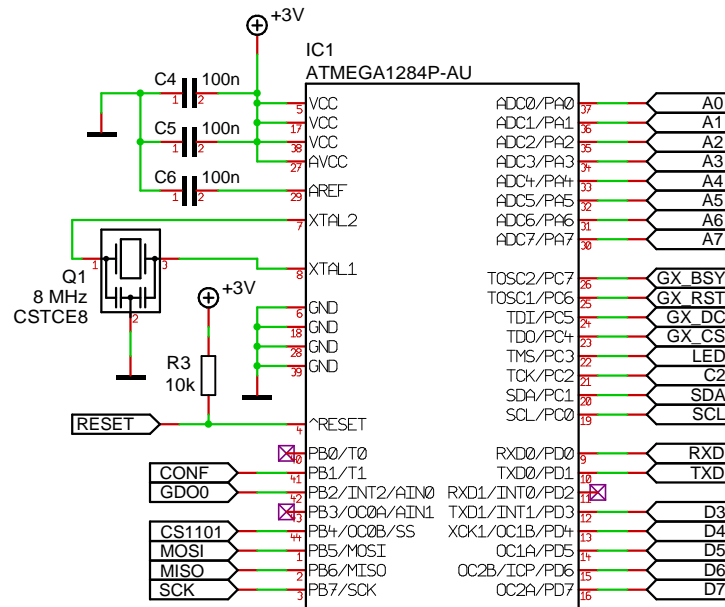 +3V
IC1
ATMEGA1284P-AU
C4 100n
1 2
C5 100n
1 2
C6 100n
1 2
5 VCC
17 VCC
38 VCC
27 AVCC
29 AREF
7 XTAL2
8 XTAL1
6 GND
18 GND
28 GND
39 GND
4 ^RESET
40 PB0/T0
41 PB1/T1
42 PB2/INT2/AIN0
43 PB3/OC0A/AIN1
44 PB4/OC0B/SS
1 PB5/MOSI
2 PB6/MISO
3 PB7/SCK
Q1
8 MHz
CSTCE8
1 3
2
+3V
R3
10k
RESET
CONF
GDO0
CS1101
MOSI
MISO
SCK
ADC0/PA0 37 A0
ADC1/PA1 36 A1
ADC2/PA2 35 A2
ADC3/PA3 34 A3
ADC4/PA4 33 A4
ADC5/PA5 32 A5
ADC6/PA6 31 A6
ADC7/PA7 30 A7
TOSC2/PC7 26 GX_BSY
TOSC1/PC6 25 GX_RST
TDI/PC5 24 GX_DC
TDO/PC4 23 GX_CS
TMS/PC3 22 LED
TCK/PC2 21 C2
SDA/PC1 20 SDA
SCL/PC0 19 SCL
RXD0/PD0 9 RXD
TXD0/PD1 10 TXD
RXD1/INT0/PD2 11
TXD1/INT1/PD3 12 D3
XCK1/OC1B/PD4 13 D4
OC1A/PD5 14 D5
OC2B/ICP/PD6 15 D6
OC2A/PD7 16 D7